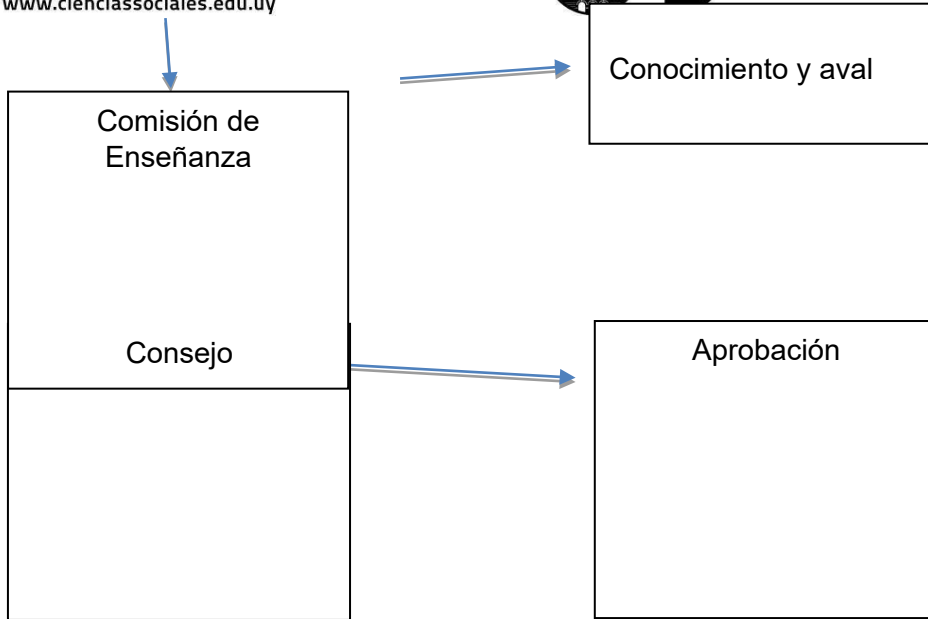 www.cienciassociales.edu.uy
Conocimiento y aval
Comisión de
Enseñanza
Consejo
Aprobación